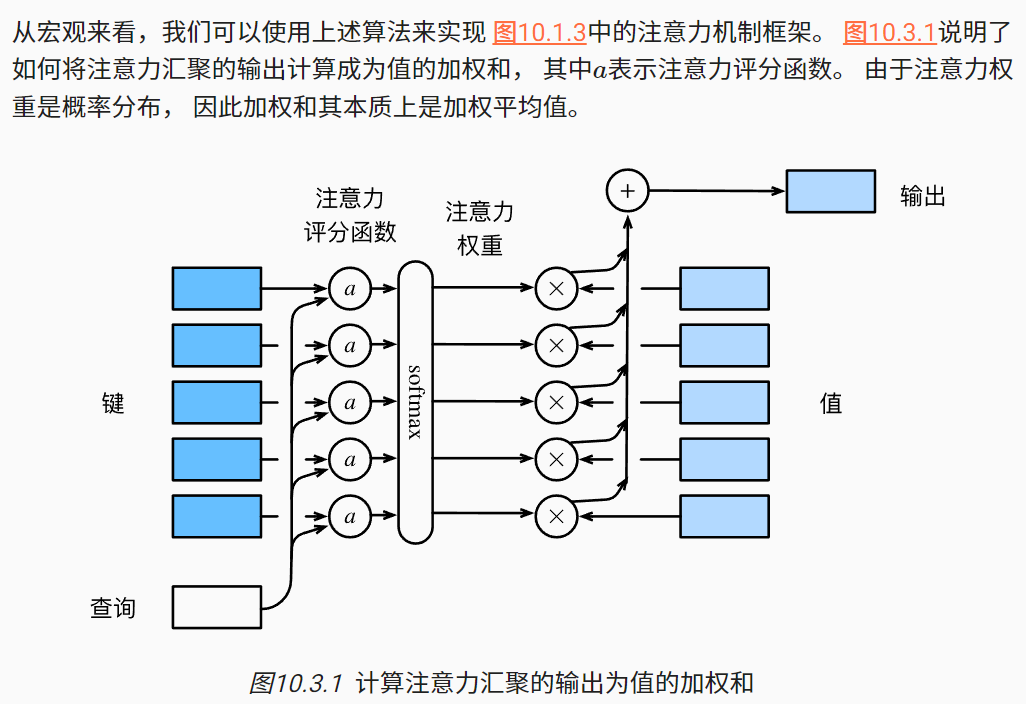 从宏观来看，我们可以使用上述算法来实现 图10.1.3中的注意力机制框架。 图10.3.1说明了
如何将注意力汇聚的输出计算成为值的加权和， 其中a表示注意力评分函数。 由于注意力权
重是概率分布， 因此加权和其本质上是加权平均值。
+
输出
注意力
评分函数
注意力
权重
a
×
a
×
键
a
softmax
×
值
a
×
a
×
查询
图10.3.1 计算注意力汇聚的输出为值的加权和